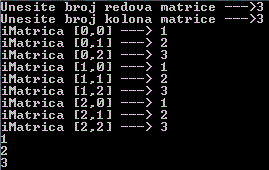 Unesite broj redova matrice --->3
Unesite broj kolona matrice --->3
iMatrica [0,0] ---> 1
iMatrica [0,1] ---> 2
iMatrica [0,2] ---> 3
iMatrica [1,0] ---> 1
iMatrica [1,1] ---> 2
iMatrica [1,2] ---> 3
iMatrica [2,0] ---> 1
iMatrica [2,1] ---> 2
iMatrica [2,2] ---> 3
1
2
3